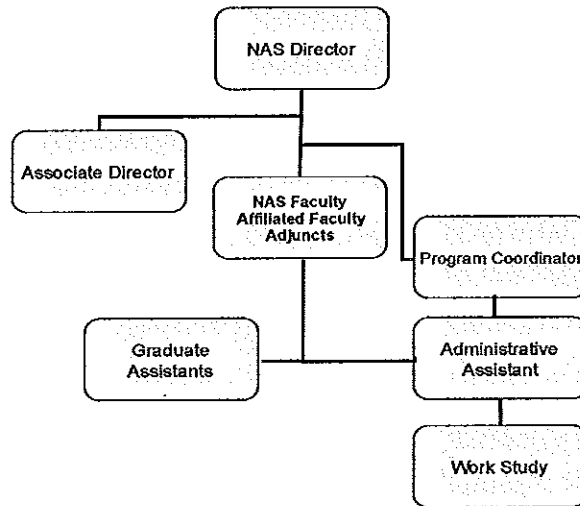 NAS Director
Associate Director
NAS Faculty
Affiliated Faculty
Adjuncts
Program Coordinator
Graduate
Assistants
Administrative
Assistant
Work Study